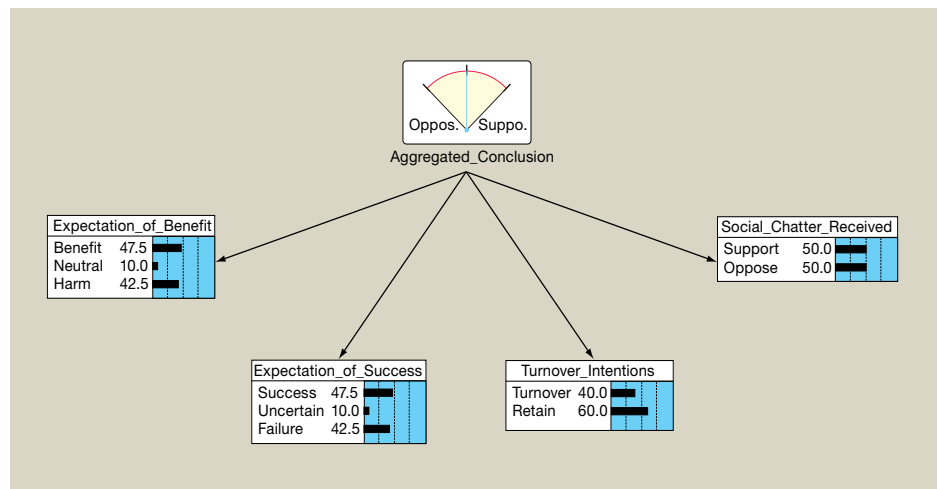 Oppos. Suppo.
Aggregated_Conclusion
Expectation_of_Benefit
Benefit 47.5
Neutral 10.0
Harm 42.5
Social_Chatter_Received
Support 50.0
Oppose 50.0
Expectation_of_Success
Success 47.5
Uncertain 10.0
Failure 42.5
Turnover_Intentions
Turnover 40.0
Retain 60.0